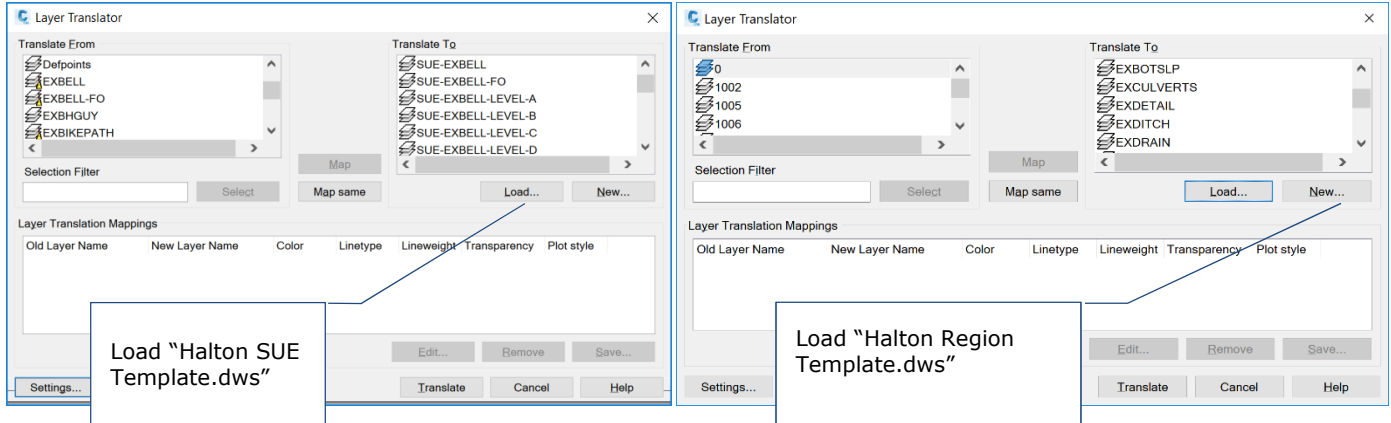 Layer Translator
Translate From
Defpoints
EXBELL
EXBELL-FO
EXBHGUY
EXBIKEPATH
Selection Filter
Select
Map
Map same
Translate To
SUE-EXBELL
SUE-EXBELL-FO
SUE-EXBELL-LEVEL-A
SUE-EXBELL-LEVEL-B
SUE-EXBELL-LEVEL-C
SUE-EXBELL-LEVEL-D
Load...
New...
Layer Translation Mappings
Old Layer Name New Layer Name Color Linetype Lineweight Transparency Plot style
Edit... Remove Save...
Settings... Translate Cancel Help
Load “Halton SUE
Template.dws”
Layer Translator
Translate From
0
1002
1005
1006
Selection Filter
Select
Map
Map same
Translate To
EXBOTSLP
EXCULVERTS
EXDETAIL
EXDITCH
EXDRAIN
Load...
New...
Layer Translation Mappings
Old Layer Name New Layer Name Color Linetype Lineweight Transparency Plot style
Edit... Remove Save...
Settings... Translate Cancel Help
Load “Halton Region
Template.dws”